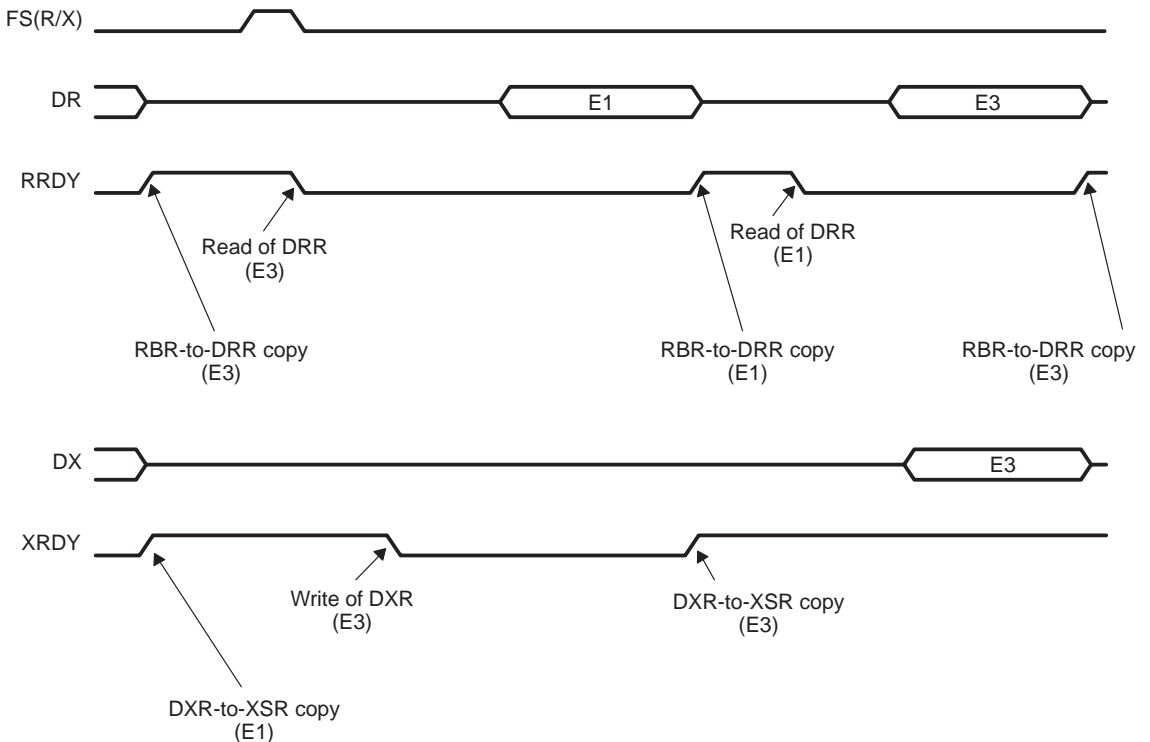 FS(R/X)
DR
E1
E3
RRDY
Read of DRR
(E3)
Read of DRR
(E1)
RBR-to-DRR copy
(E3)
RBR-to-DRR copy
(E1)
RBR-to-DRR copy
(E3)
DX
E3
XRDY
Write of DXR
(E3)
DXR-to-XSR copy
(E3)
DXR-to-XSR copy
(E1)